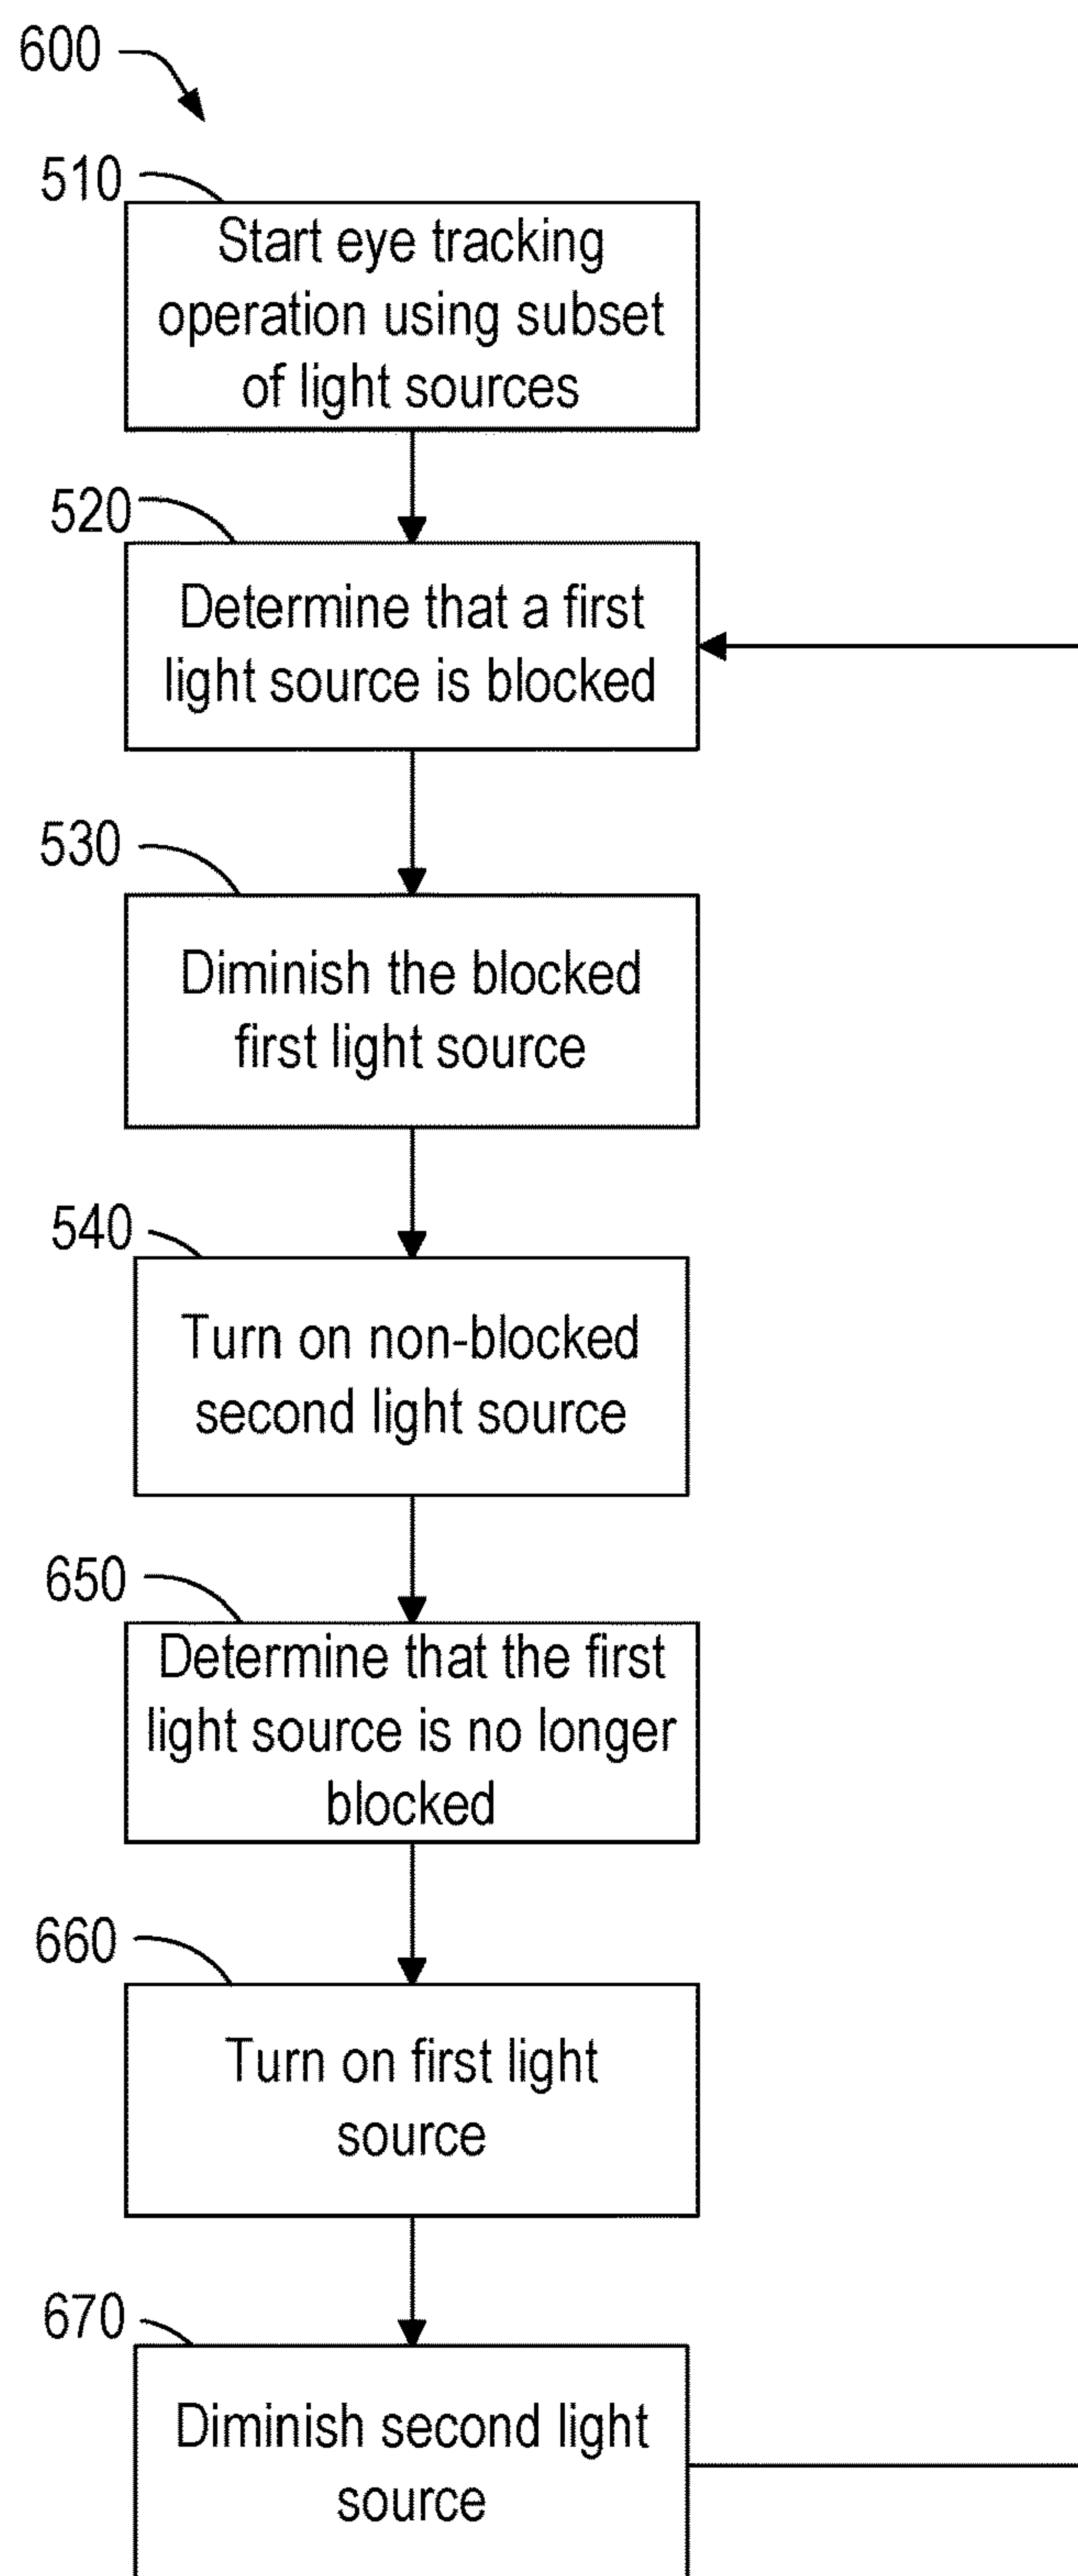 600
510
Start eye tracking
operation using subset
of light sources
520
Determine that a first
light source is blocked
530
Diminish the blocked
first light source
540
Turn on non-blocked
second light source
650
Determine that the first
light source is no longer
blocked
660
Turn on first light
source
670
Diminish second light
source